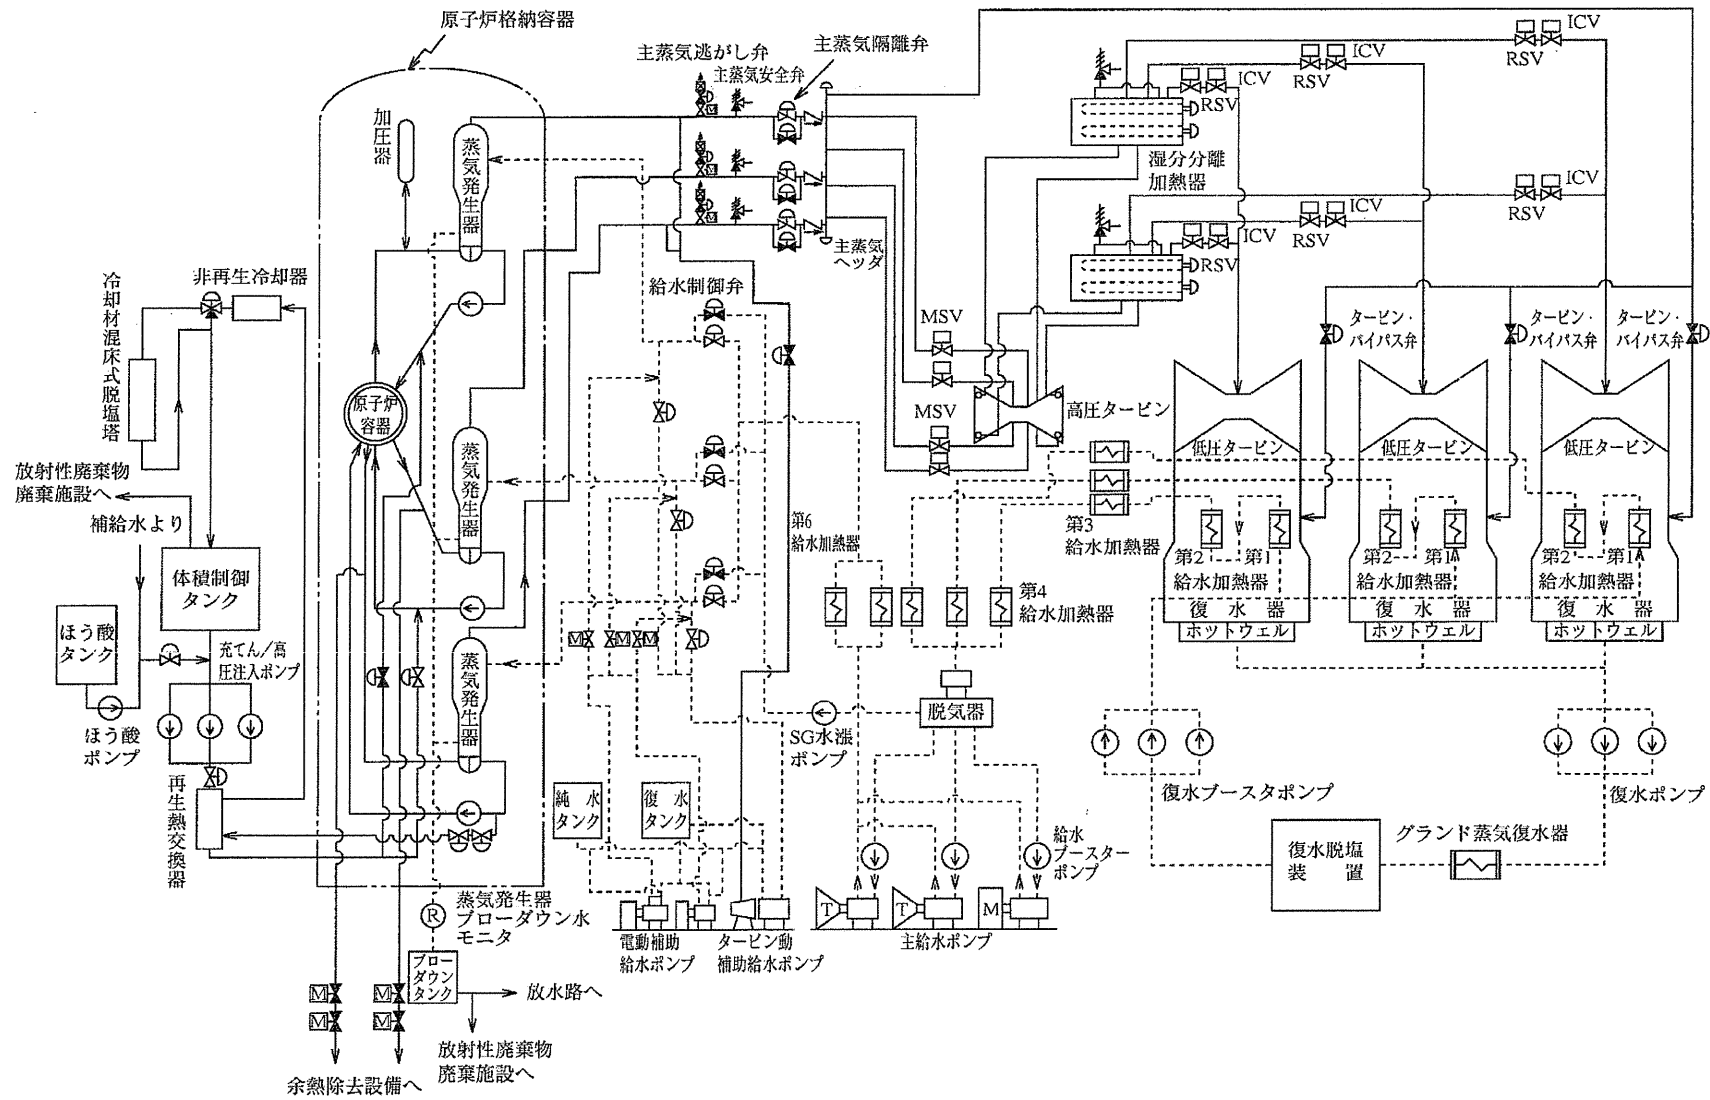 原子炉格納容器
主蒸気逃がし弁
主蒸気安全弁
主蒸気隔離弁
ICV
RSV
ICV
RSV
ICV
RSV
加圧器
蒸気発生器
湿分分離
加熱器
ICV
RSV
ICV
RSV
ICV
RSV
主蒸気
ヘッダ
非再生冷却器
冷却材混床式脱塩塔
給水制御弁
MSV
タービン・
バイパス弁
タービン・
バイパス弁
タービン・
バイパス弁
原子炉
容器
MSV
高圧タービン
低圧タービン
低圧タービン
低圧タービン
蒸気発生器
放射性廃棄物
廃棄施設へ
補給水より
第6
給水加熱器
第3
給水加熱器
第2
第1
給水加熱器
第2
第1
給水加熱器
第2
第1
給水加熱器
体積制御
タンク
第4
給水加熱器
復水器
ホットウェル
復水器
ホットウェル
復水器
ホットウェル
ほう酸
タンク
充てん/高
圧注入ポンプ
M
M
M
蒸気発生器
脱気器
SG水漲
ポンプ
ほう酸
ポンプ
再生熱交換器
純水
タンク
復水
タンク
復水ブースタポンプ
復水ポンプ
給水
ブースター
ポンプ
グランド蒸気復水器
復水脱塩
装置
蒸気発生器
ブローダウン水
モニタ
R
T
T
M
電動補助
給水ポンプ
タービン動
補助給水ポンプ
主給水ポンプ
ブロー
ダウン
タンク
放水路へ
M
M
M
M
放射性廃棄物
廃棄施設へ
余熱除去設備へ